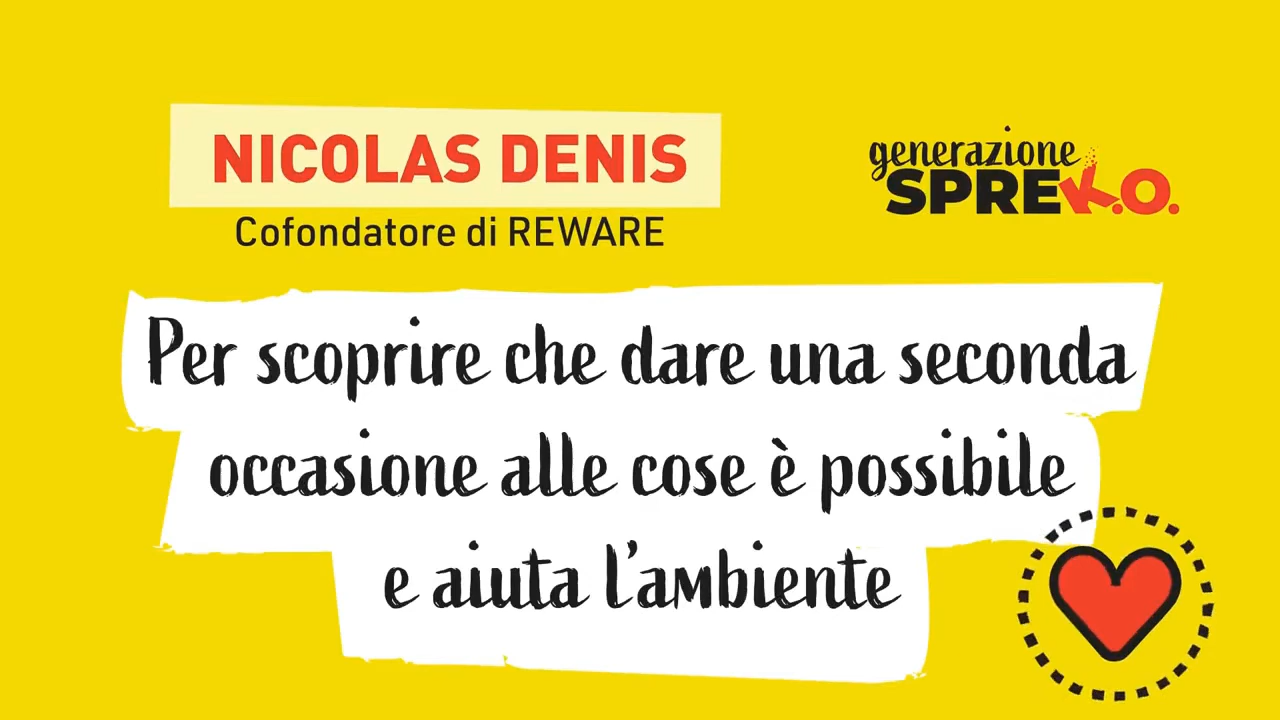 NICOLAS DENIS
Cofondatore di REWARE
generazione
SPREK.O.
Per scoprire che dare una seconda
occasione alle cose è possibile
e aiuta l'ambiente